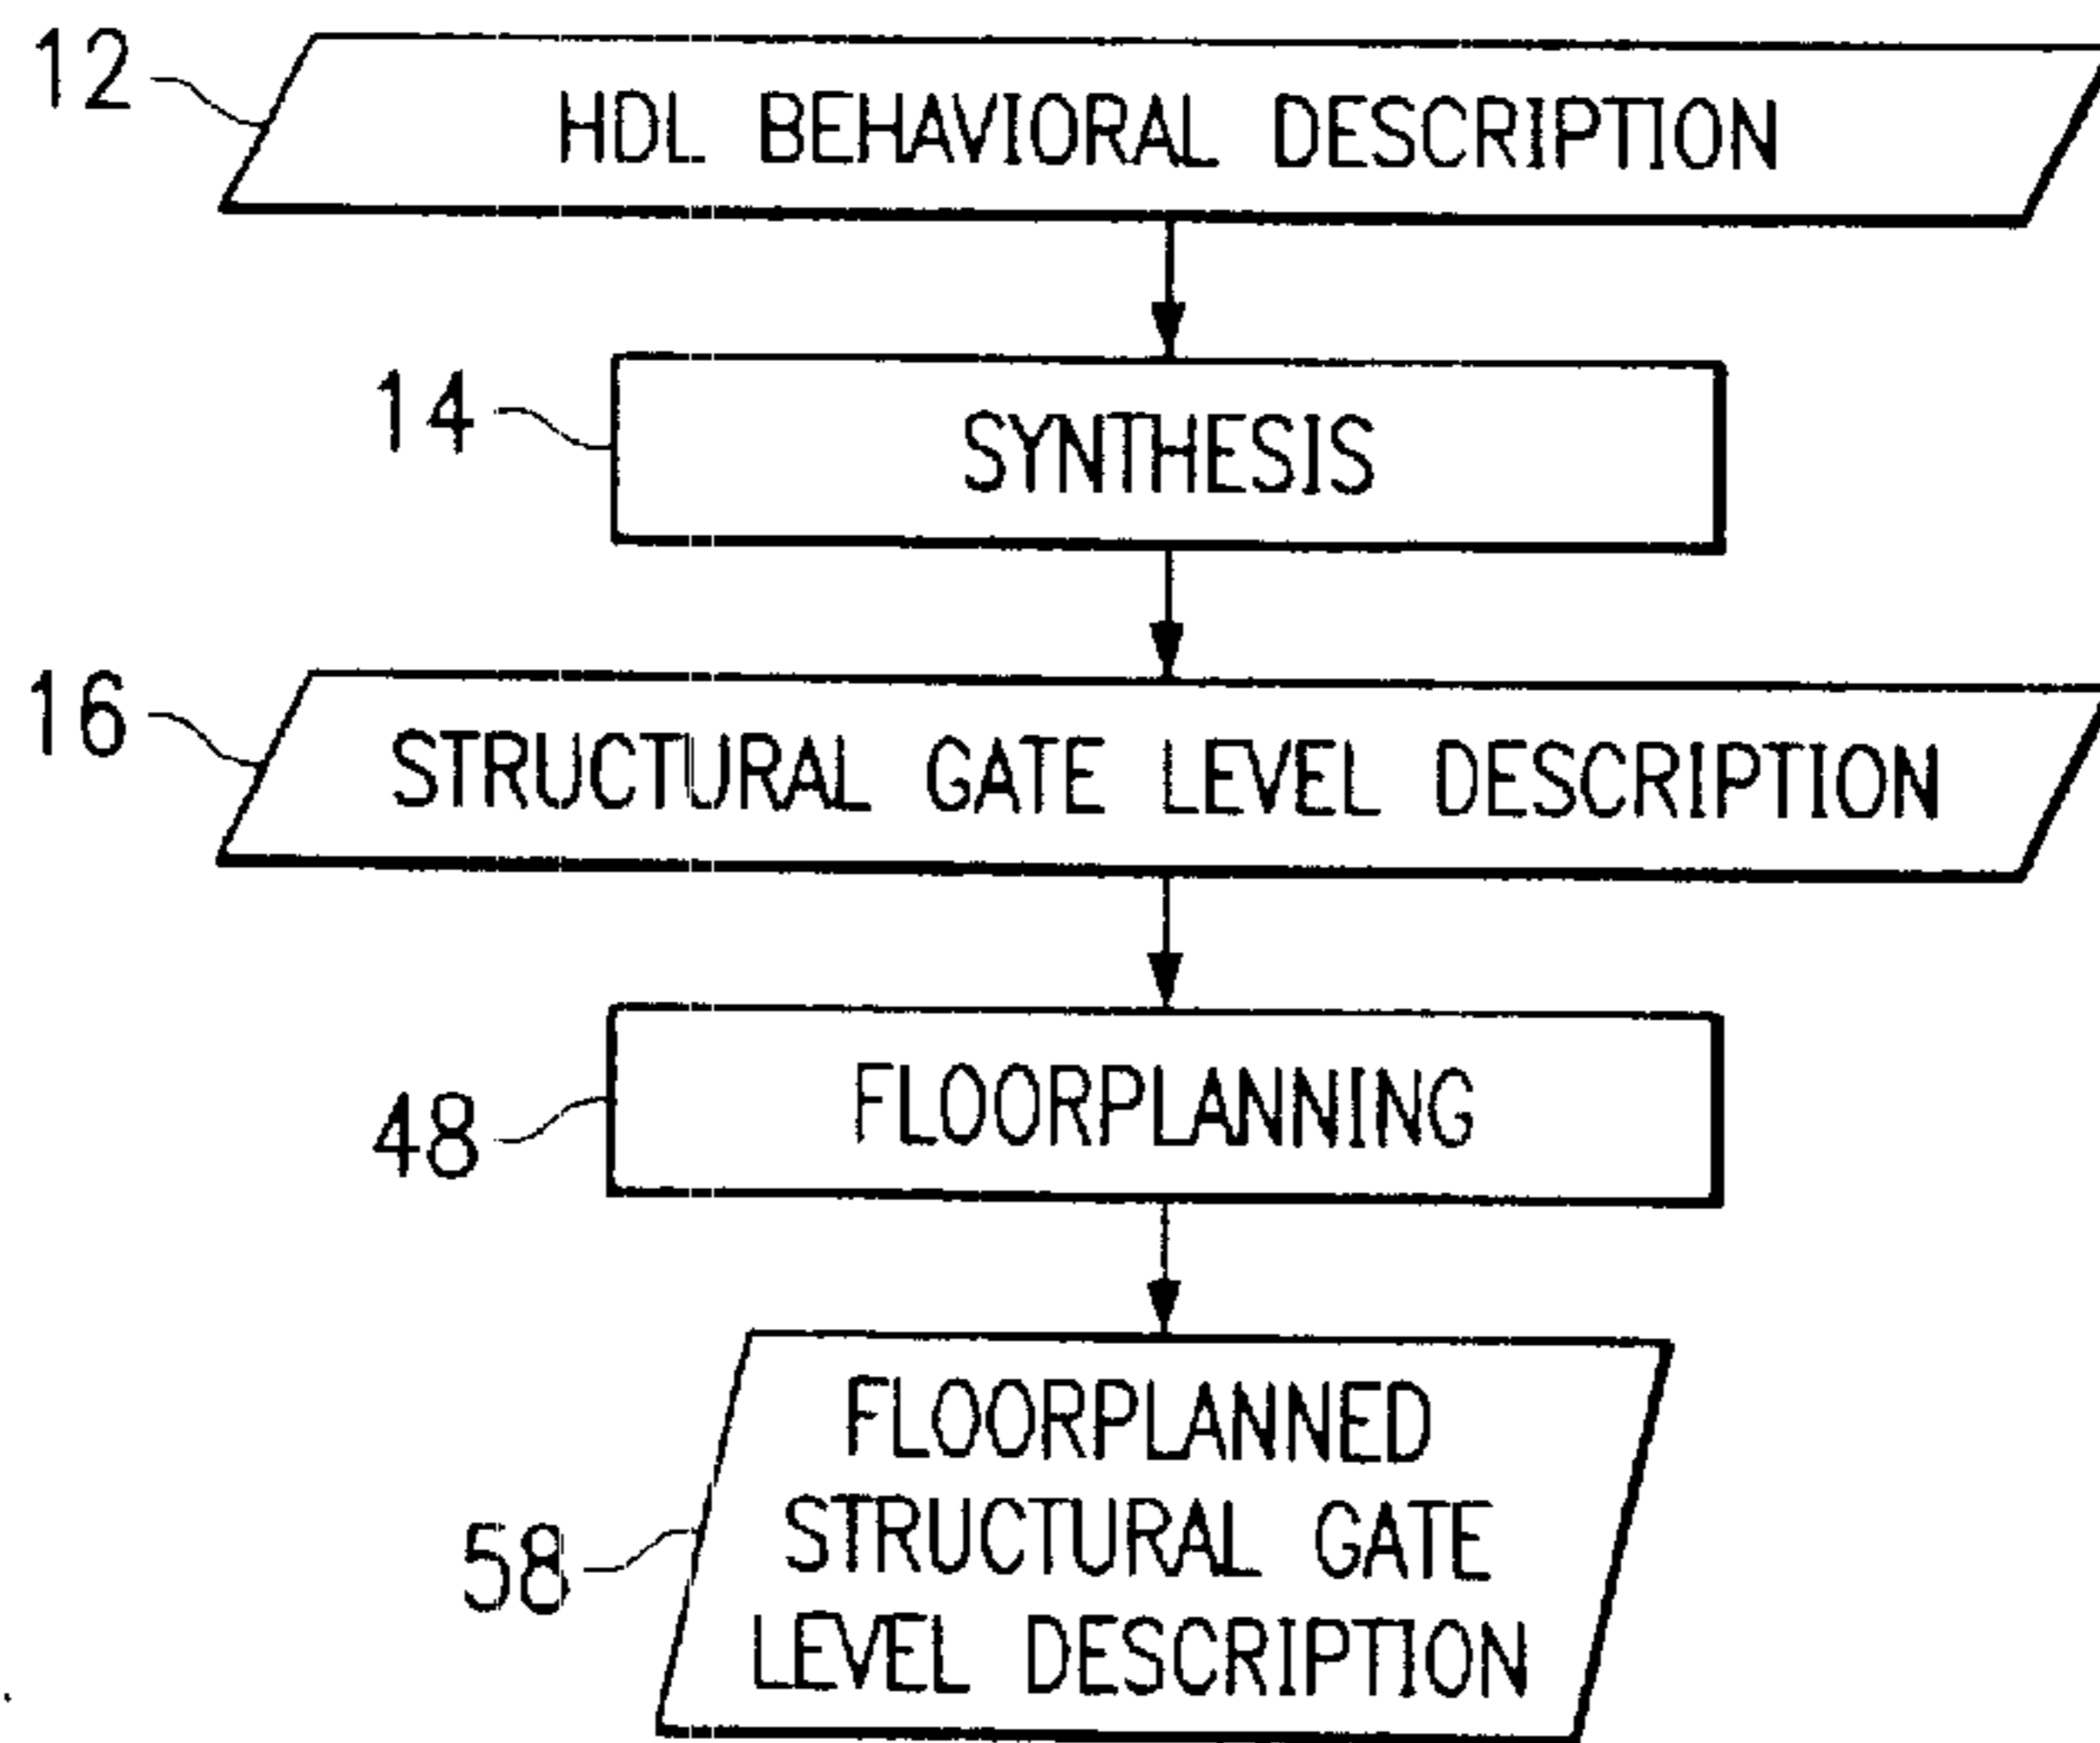 12
HDL BEHAVIORAL DESCRIPTION
14
SYNTHESIS
16
STRUCTURAL GATE LEVEL DESCRIPTION
48
FLOORPLANNING
58
FLOORPLANNED
STRUCTURAL GATE
LEVEL DESCRIPTION